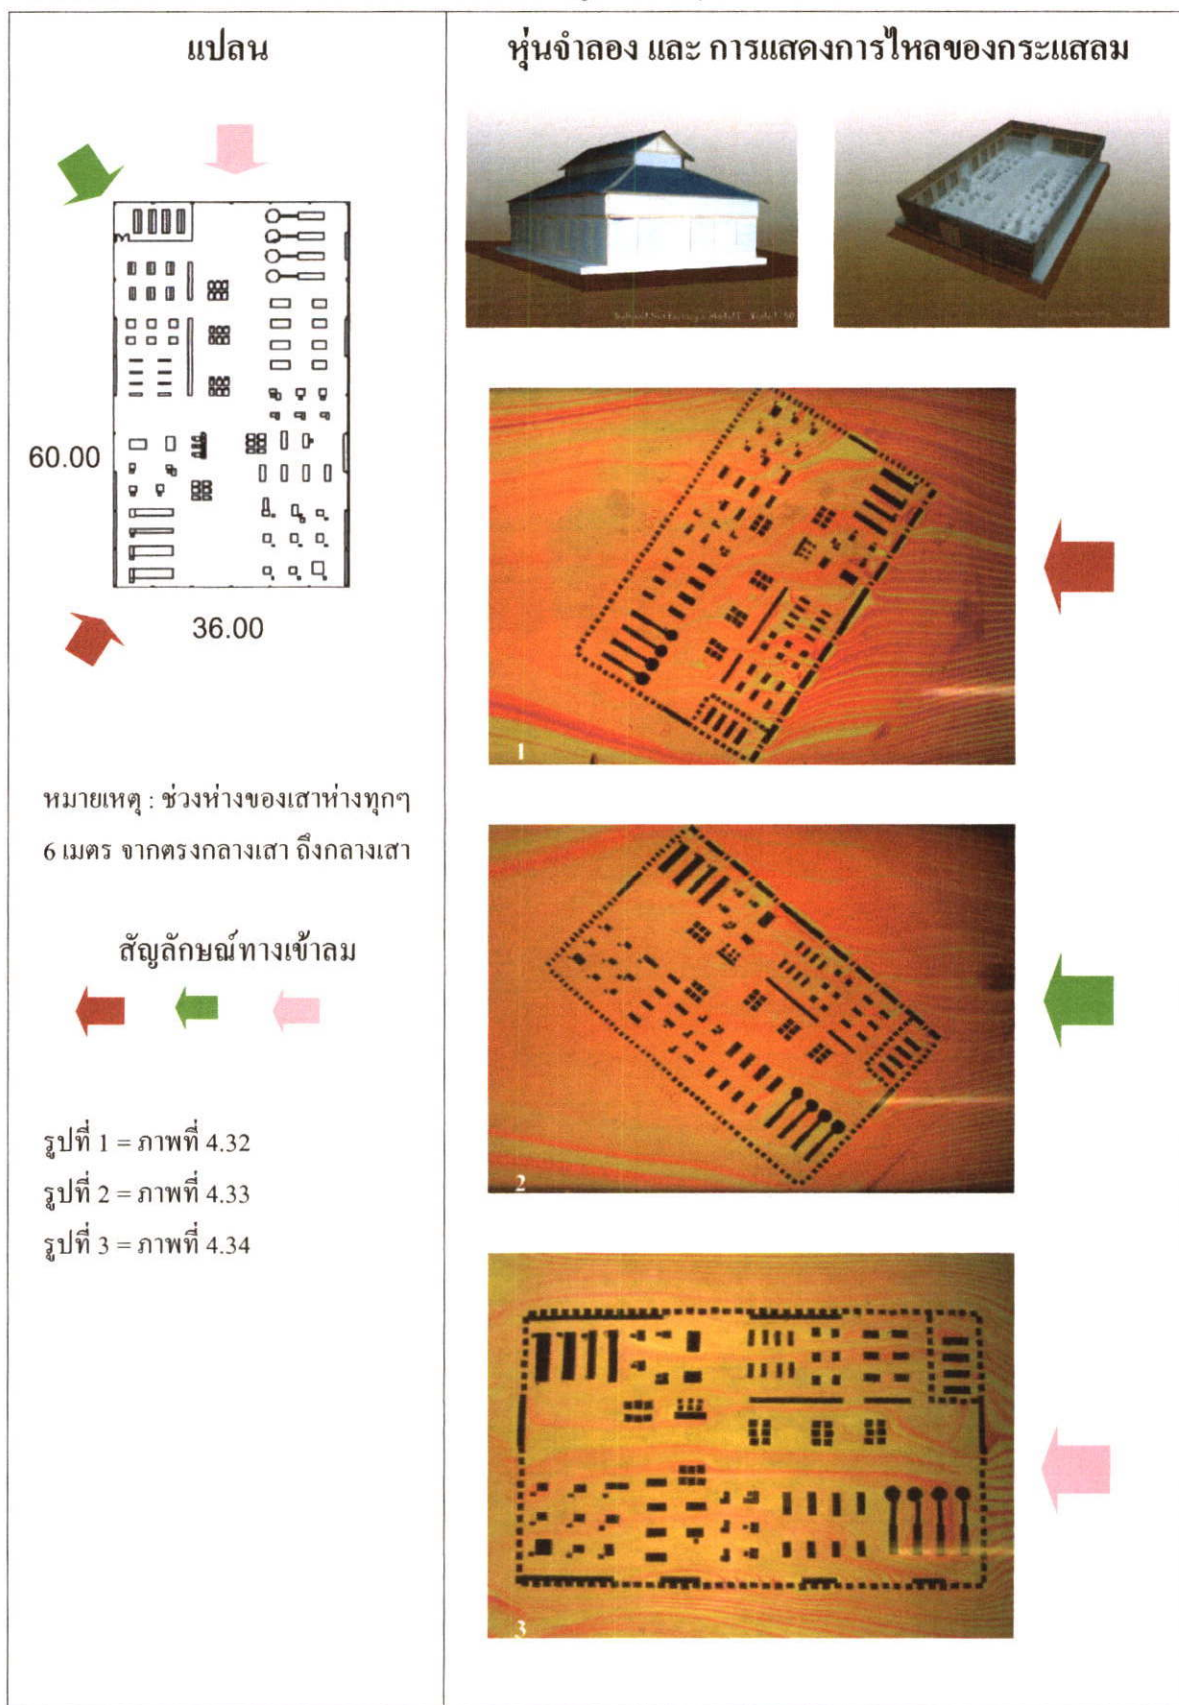 แปลน
หุ่นจำลอง และ การแสดงการไหลของกระแสลม
60.00
36.00
หมายเหตุ : ช่วงห่างของเสาห่างทุกๆ
6 เมตร จากตรงกลางเสา ถึงกลางเสา
สัญลักษณ์ทางเข้าลม
รูปที่ 1 = ภาพที่ 4.32
รูปที่ 2 = ภาพที่ 4.33
รูปที่ 3 = ภาพที่ 4.34
1
2
3